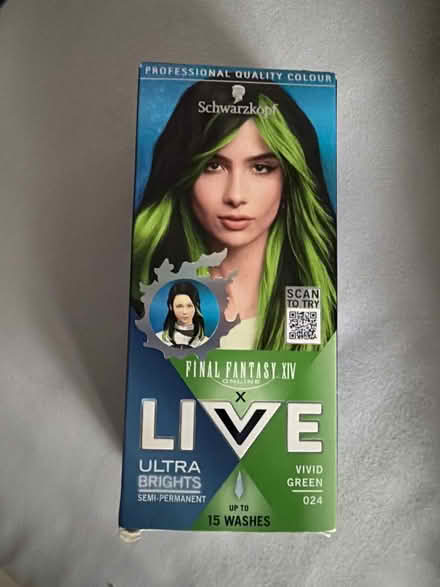 PROFESSIONAL QUALITY COLOUR
Schwarzkopf
SCAN
TO TRY
FINAL FANTASY XIV
ONLINE
X
LIVE
ULTRA
BRIGHTS
SEMI-PERMANENT
VIVID
GREEN
024
UP TO
15 WASHES